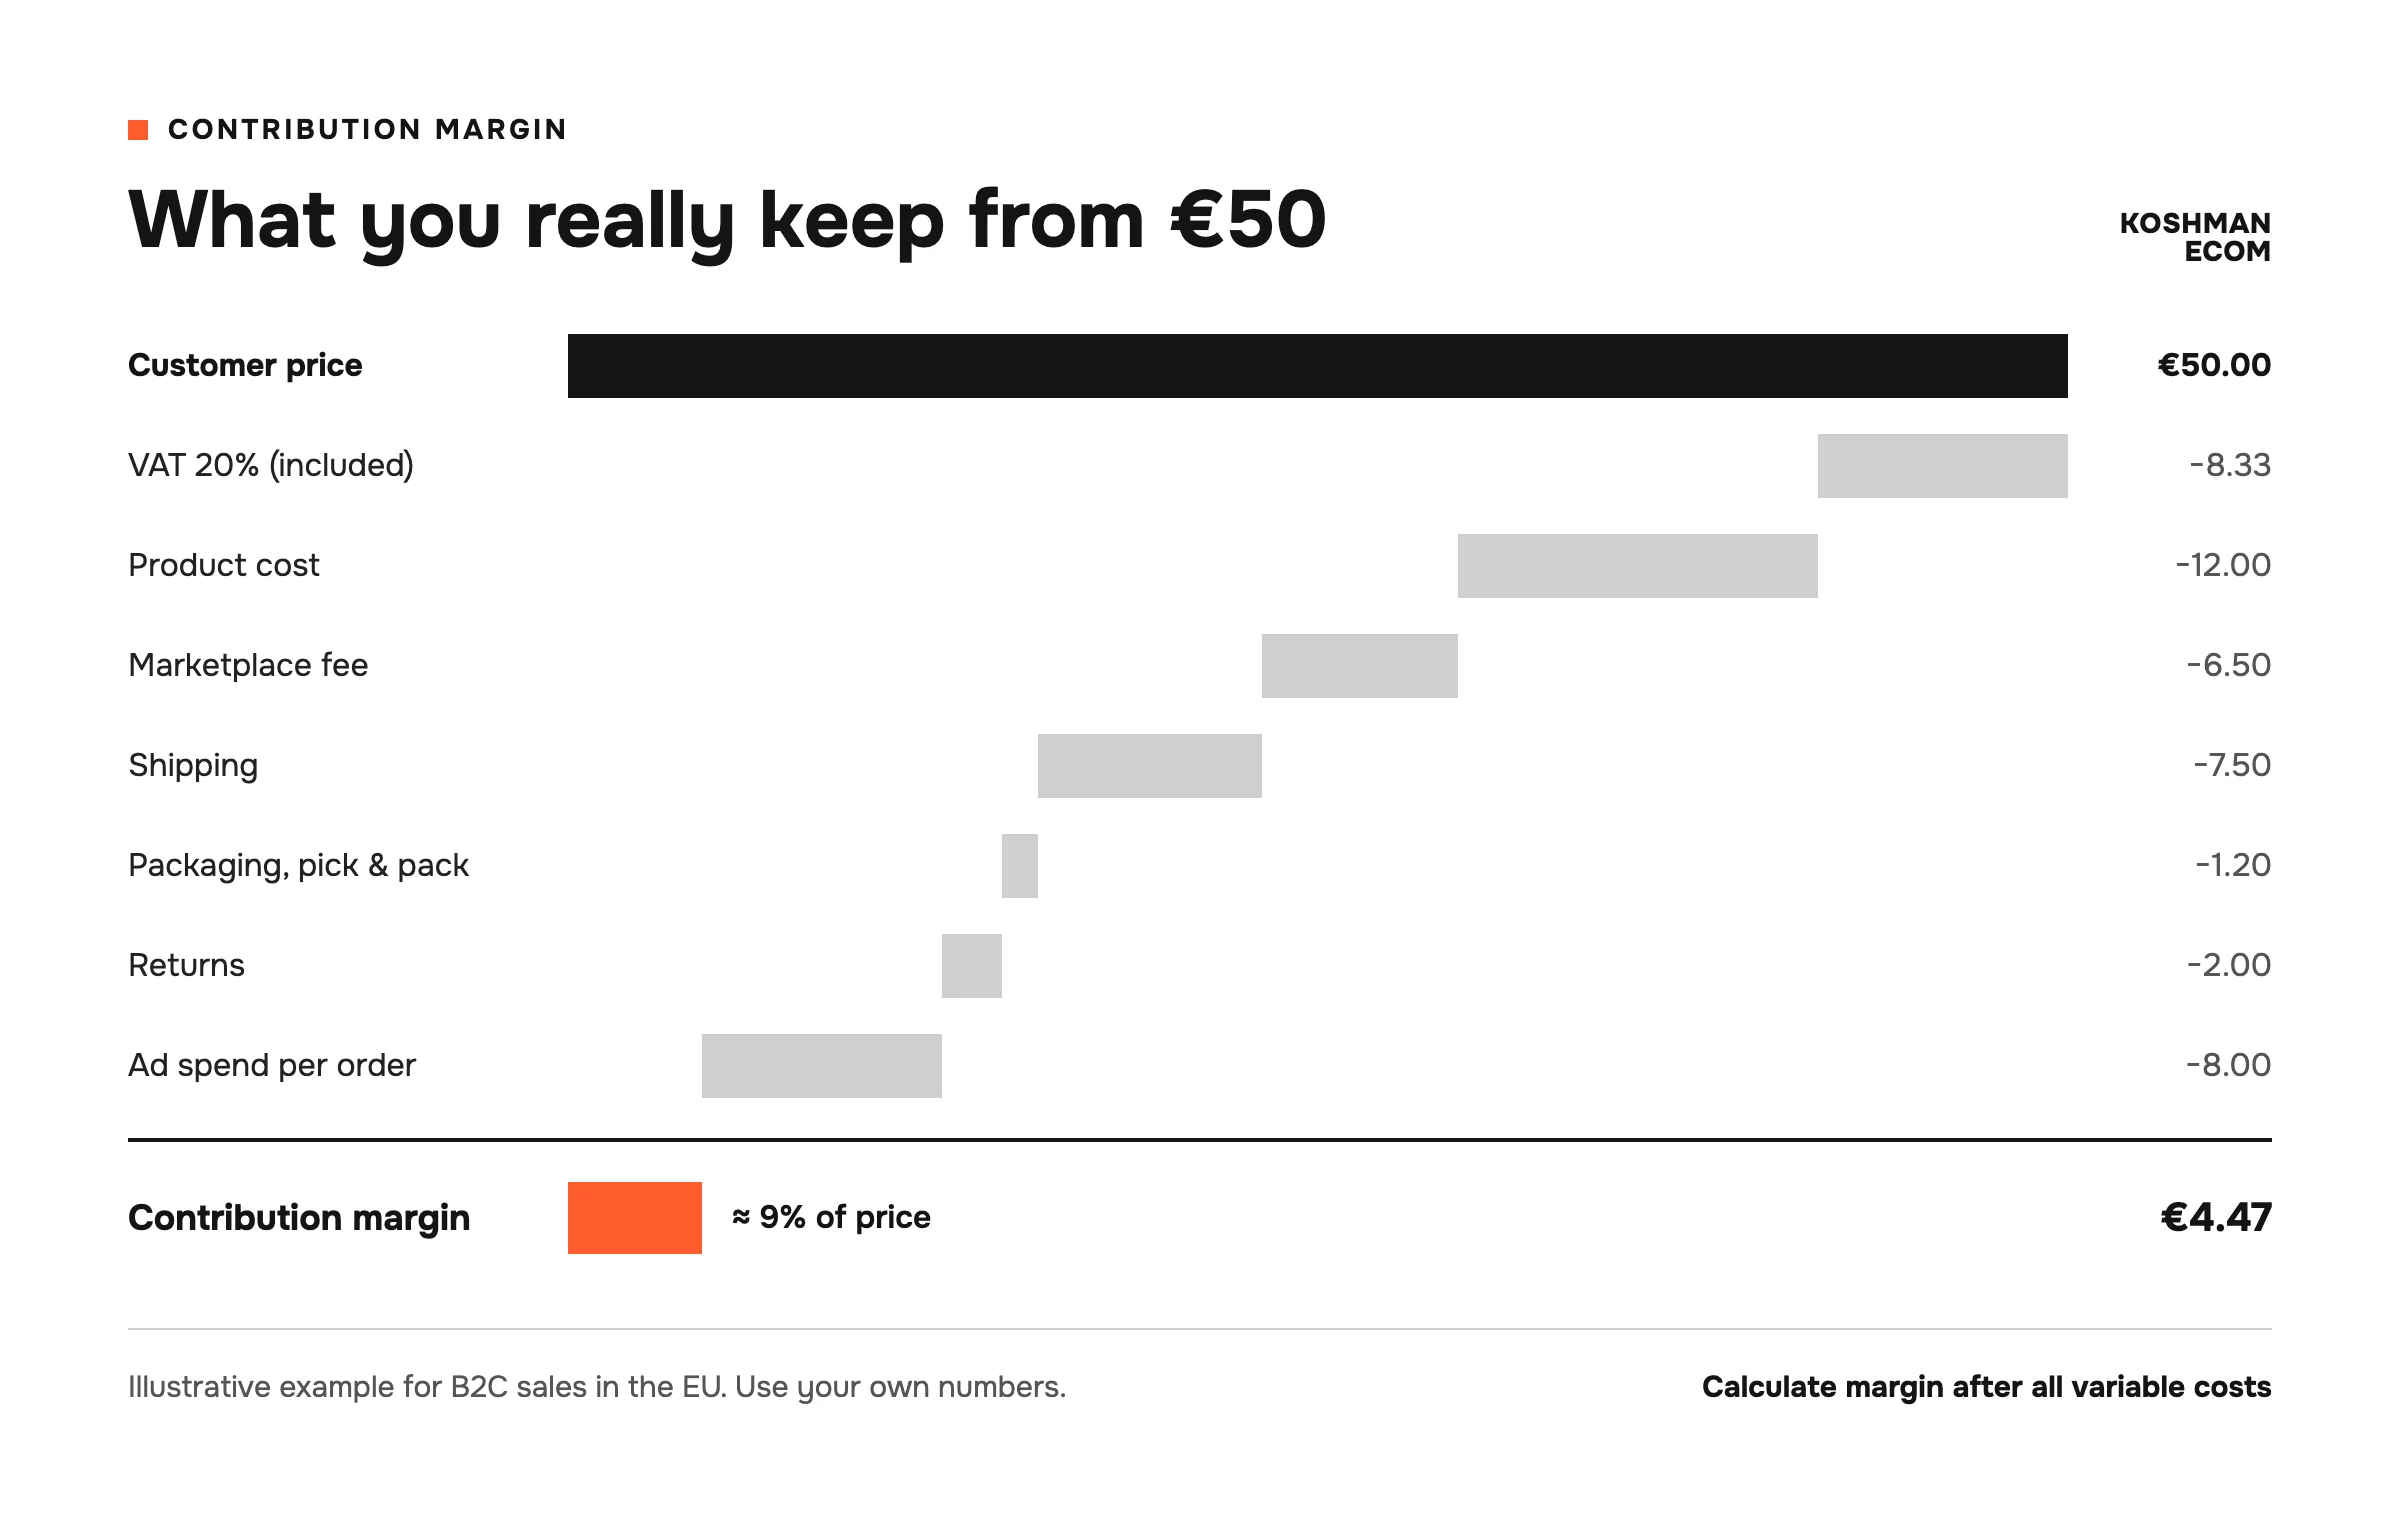 CONTRIBUTION MARGIN
What you really keep from €50
KOSHMAN
ECOM
Customer price €50.00
VAT 20% (included) −8.33
Product cost −12.00
Marketplace fee −6.50
Shipping −7.50
Packaging, pick & pack −1.20
Returns −2.00
Ad spend per order −8.00
Contribution margin ≈ 9% of price €4.47
Illustrative example for B2C sales in the EU. Use your own numbers. Calculate margin after all variable costs